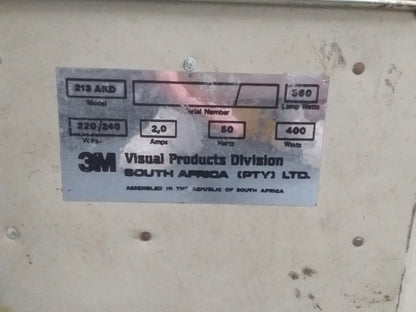 213 AKD 360
Model Serial Number Lamp Watts
220/240 2,0 50 400
Volts Amps Hertz Watts
3M Visual Products Division
SOUTH AFRICA (PTY) LTD.
ASSEMBLED IN THE REPUBLIC OF SOUTH AFRICA